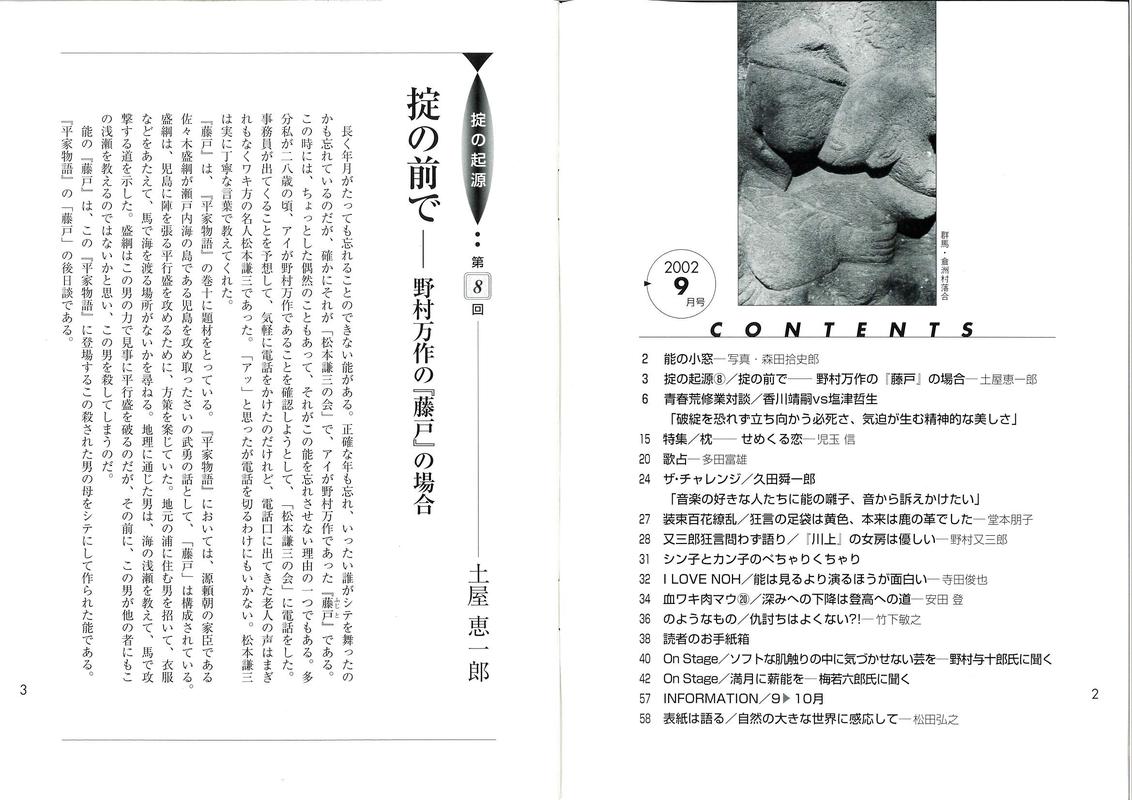 群馬・倉渕村落合
2002
9
月号
CONTENTS
2 能の小窓─写真・森田拾史郎
3 掟の起源⑧／掟の前で── 野村万作の『藤戸』の場合─土屋恵一郎
6 青春荒修業対談／香川靖嗣vs塩津哲生
「破綻を恐れず立ち向かう必死さ、気迫が生む精神的な美しさ」
15 特集／枕── せめくる恋─児玉 信
20 歌占─多田富雄
24 ザ・チャレンジ／久田舜一郎
「音楽の好きな人たちに能の囃子、音から訴えかけたい」
27 装束百花繚乱／狂言の足袋は黄色、本来は鹿の革でした─堂本朋子
28 又三郎狂言問わず語り／『川上』の女房は優しい─野村又三郎
31 シン子とカン子のべちゃりくちゃり
32 I LOVE NOH／能は見るより演るほうが面白い─寺田俊也
34 血ワキ肉マウ⑳／深みへの下降は登高への道─安田 登
36 のようなもの／仇討ちはよくない?!─竹下敏之
38 読者のお手紙箱
40 On Stage／ソフトな肌触りの中に気づかせない芸を─野村与十郎氏に聞く
42 On Stage／満月に薪能を─梅若六郎氏に聞く
57 INFORMATION／9▶10月
58 表紙は語る／自然の大きな世界に感応して─松田弘之
2
掟の起源
第8回
土屋恵一郎
掟の前で── 野村万作の『藤戸』の場合
長く年月がたっても忘れることのできない能がある。正確な年も忘れ、いったい誰がシテを舞ったの
かも忘れているのだが、確かにそれが「松本謙三の会」で、アイが野村万作であった『藤戸』である。
ふじと
この時には、ちょっとした偶然のこともあって、それがこの能を忘れさせない理由の一つでもある。多
分私が二八歳の頃、アイが野村万作であることを確認しようとして、「松本謙三の会」に電話をした。
事務員が出てくることを予想して、気軽に電話をかけたのだけれど、電話口に出てきた老人の声はまぎ
れもなくワキ方の名人松本謙三であった。「アッ」と思ったが電話を切るわけにもいかない。松本謙三
は実に丁寧な言葉で教えてくれた。
『藤戸』は、『平家物語』の巻十に題材をとっている。『平家物語』においては、源頼朝の家臣である
佐々木盛綱が瀬戸内海の島である児島を攻め取ったさいの武勇の話として、「藤戸」は構成されている。
盛綱は、児島に陣を張る平行盛を攻めるために、方策を案じていた。地元の浦に住む男を招いて、衣服
などをあたえて、馬で海を渡る場所がないかを尋ねる。地理に通じた男は、海の浅瀬を教えて、馬で攻
撃する道を示した。盛綱はこの男の力で見事に平行盛を破るのだが、その前に、この男が他の者にもこ
の浅瀬を教えるのではないかと思い、この男を殺してしまうのだ。
能の『藤戸』は、この『平家物語』に登場するこの殺された男の母をシテにして作られた能である。
『平家物語』の「藤戸」の後日談である。
3